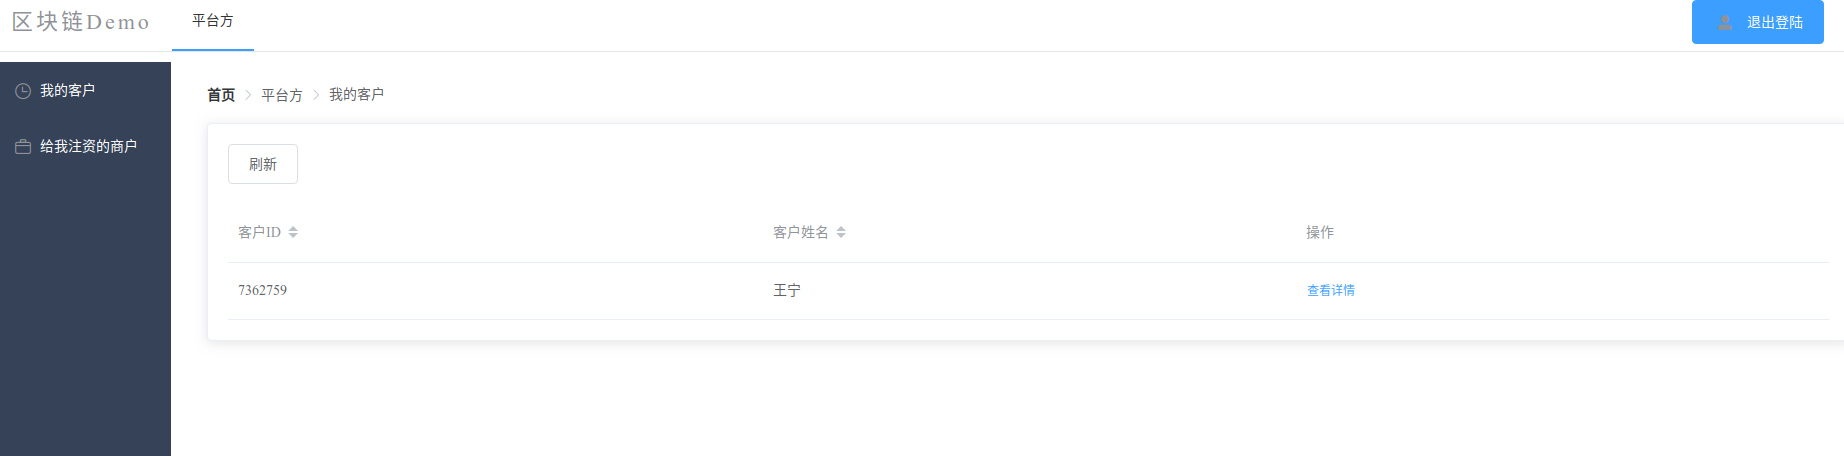 区块链Demo
平台方
退出登陆
我的客户
给我注资的商户
首页 平台方 我的客户
刷新
客户ID 客户姓名 操作
7362759 王宁 查看详情